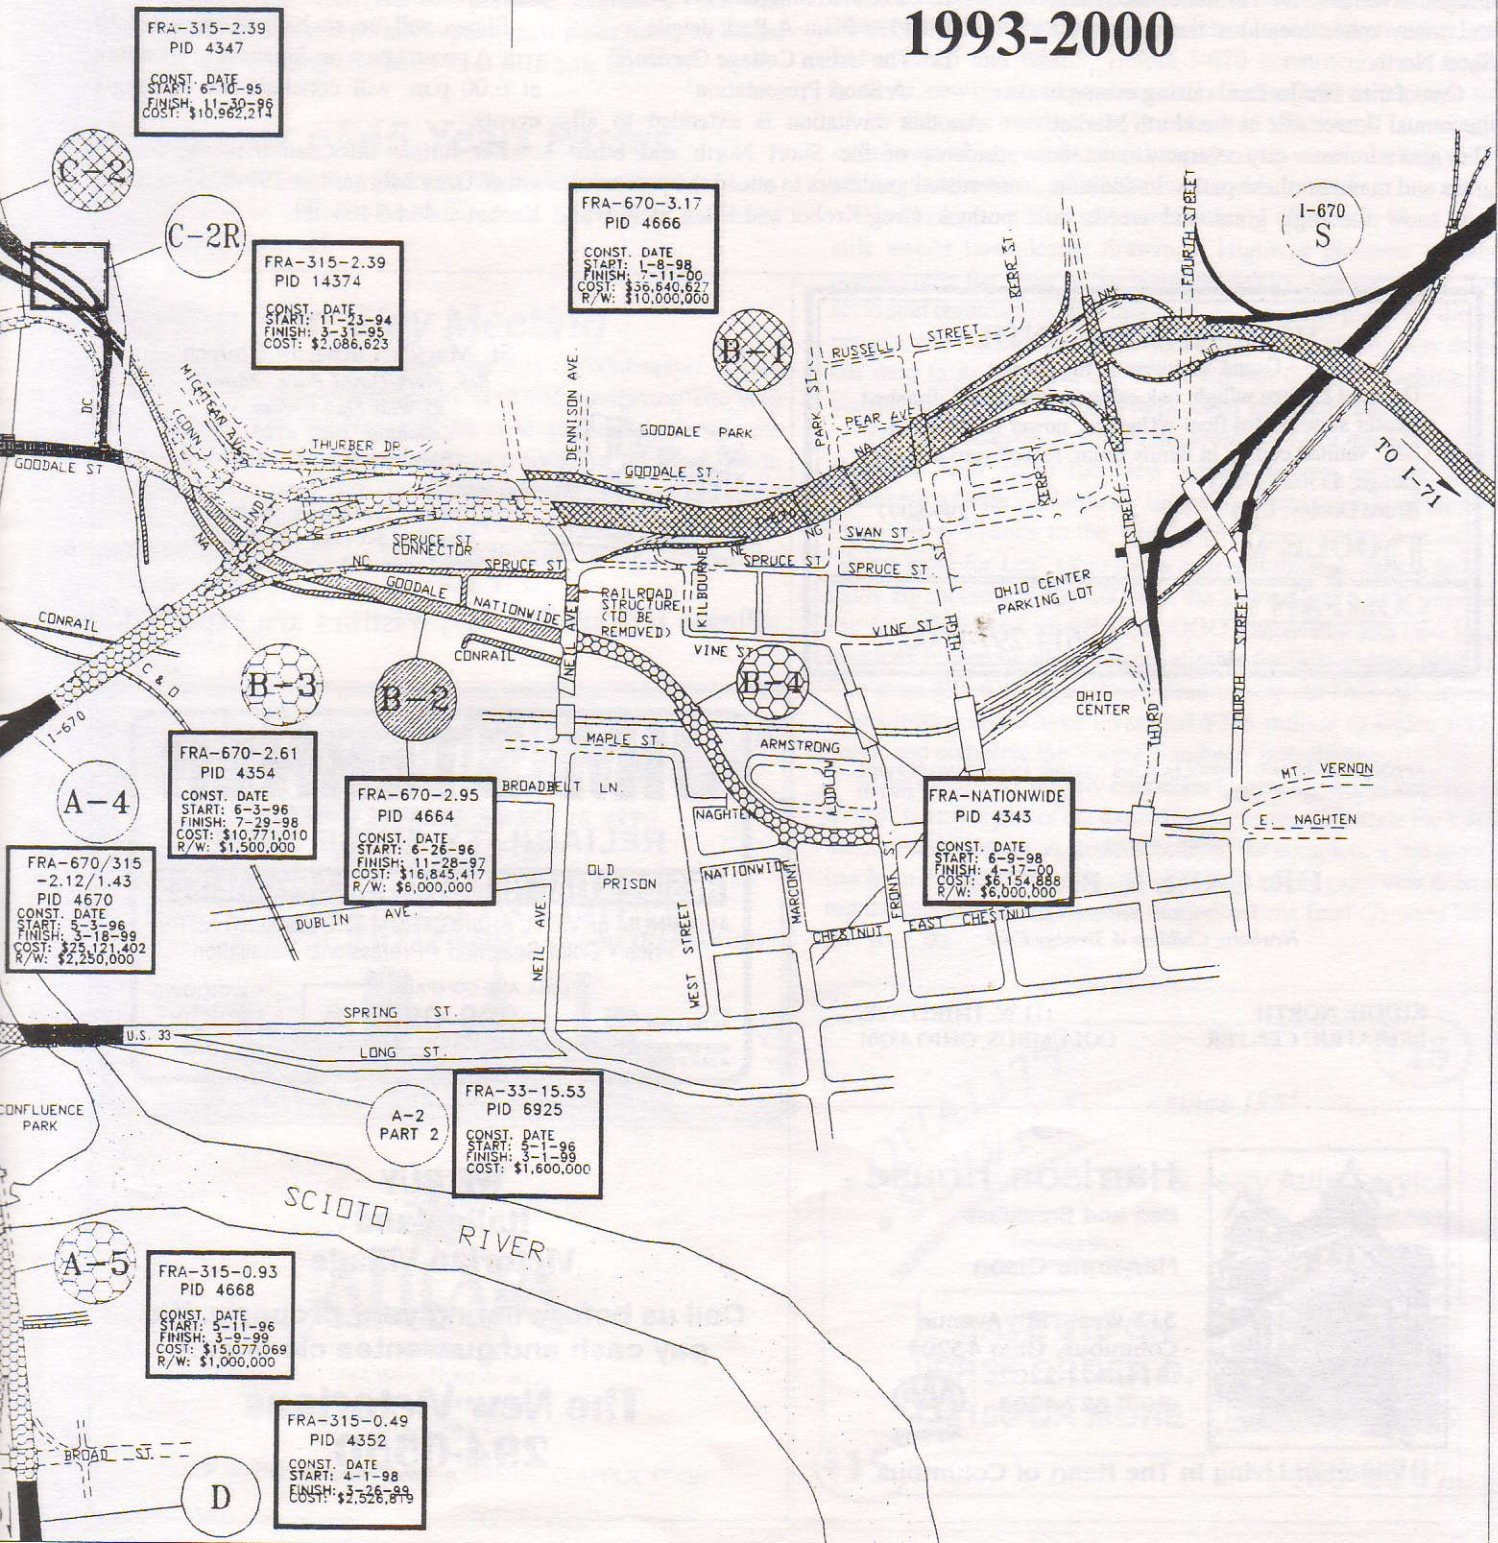 1993-2000
FRA-315-2.39
PID 4347
CONST. DATE
START: 6-10-95
FINISH: 11-30-96
COST: $10,962,214
C-2
C-2R
FRA-315-2.39
PID 14374
CONST. DATE
START: 11-23-94
FINISH: 3-31-95
COST: $2,086,623
FRA-670-3.17
PID 4666
CONST. DATE
START: 1-8-98
FINISH: 7-11-00
COST: $36,640,627
R/W: $10,000,000
I-670
S
FOURTH STREET
KERR ST
NM
B-1
RUSSELL STREET
PARK ST.
PEAR AVE
ND
TO I-71
DENNISON AVE
GOODALE PARK
GOODALE ST.
MICHIGAN AVE
CONN
DC
THURBER DR.
GOODALE ST
NA
SPRUCE ST
CONNECTOR
NC
SPRUCE ST
GOODALE
NATIONWIDE
RAILROAD
STRUCTURE
(TO BE
REMOVED)
KILBOURNE
NE
NG
SPRUCE ST
SWAN ST.
SPRUCE ST
KERR
OHIO CENTER
PARKING LOT
VINE ST
VINE ST
HIGH ST
THIRD STREET
FOURTH STREET
CONRAIL
CONRAIL
C & O
I-670
NEIL AVE
B-3
B-2
B-4
OHIO
CENTER
MAPLE ST.
ARMSTRONG
LUDLOW
BROADBELT LN.
NAGHTEN
NATIONWIDE
MARCONI
FRONT ST
MT. VERNON
E. NAGHTEN
A-4
FRA-670-2.61
PID 4354
CONST. DATE
START: 6-3-96
FINISH: 7-29-98
COST: $10,771,010
R/W: $1,500,000
FRA-670-2.95
PID 4664
CONST. DATE
START: 6-26-96
FINISH: 11-28-97
COST: $16,845,417
R/W: $6,000,000
FRA-NATIONWIDE
PID 4343
CONST. DATE
START: 6-9-98
FINISH: 4-17-00
COST: $6,154,888
R/W: $6,000,000
FRA-670/315
-2.12/1.43
PID 4670
CONST. DATE
START: 5-3-96
FINISH: 3-18-99
COST: $25,121,402
R/W: $2,250,000
OLD
PRISON
DUBLIN AVE.
NEIL AVE.
WEST STREET
CHESTNUT
EAST CHESTNUT
SPRING ST
U.S. 33
LONG ST.
CONFLUENCE
PARK
A-2
PART 2
FRA-33-15.53
PID 6925
CONST. DATE
START: 5-1-96
FINISH: 3-1-99
COST: $1,600,000
SCIOTO RIVER
A-5
FRA-315-0.93
PID 4668
CONST. DATE
START: 5-11-96
FINISH: 3-9-99
COST: $15,077,069
R/W: $1,000,000
BROAD ST.
D
FRA-315-0.49
PID 4352
CONST. DATE
START: 4-1-98
FINISH: 3-26-99
COST: $2,526,819